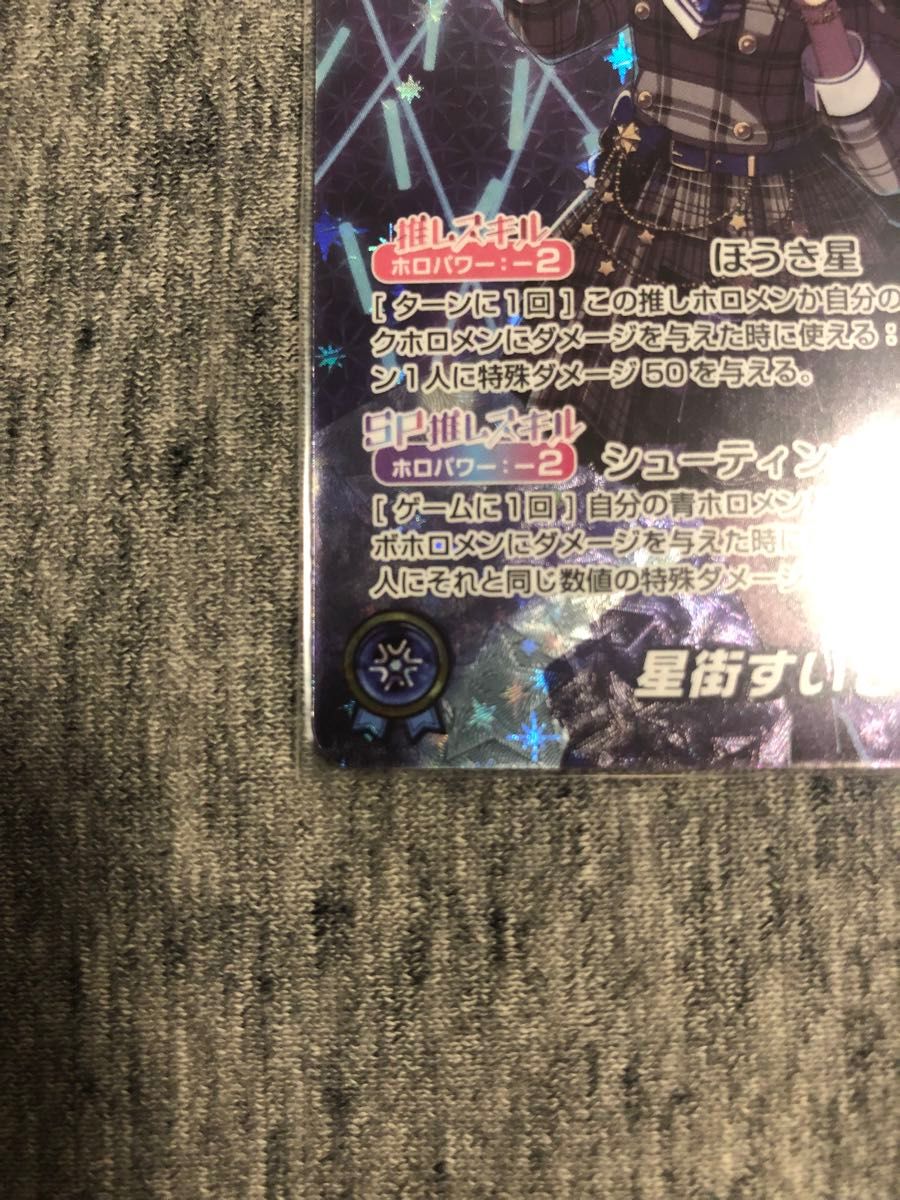 推しスキル
ホロパワー：－2
ほうき星
[ ターンに1回 ] この推しホロメンか自分の
クホロメンにダメージを与えた時に使える：
ン1人に特殊ダメージ50を与える。
SP推しスキル
ホロパワー：－2
シューティン
[ ゲームに1回 ] 自分の青ホロメン
ボホロメンにダメージを与えた時に
人にそれと同じ数値の特殊ダメージ
星街すい